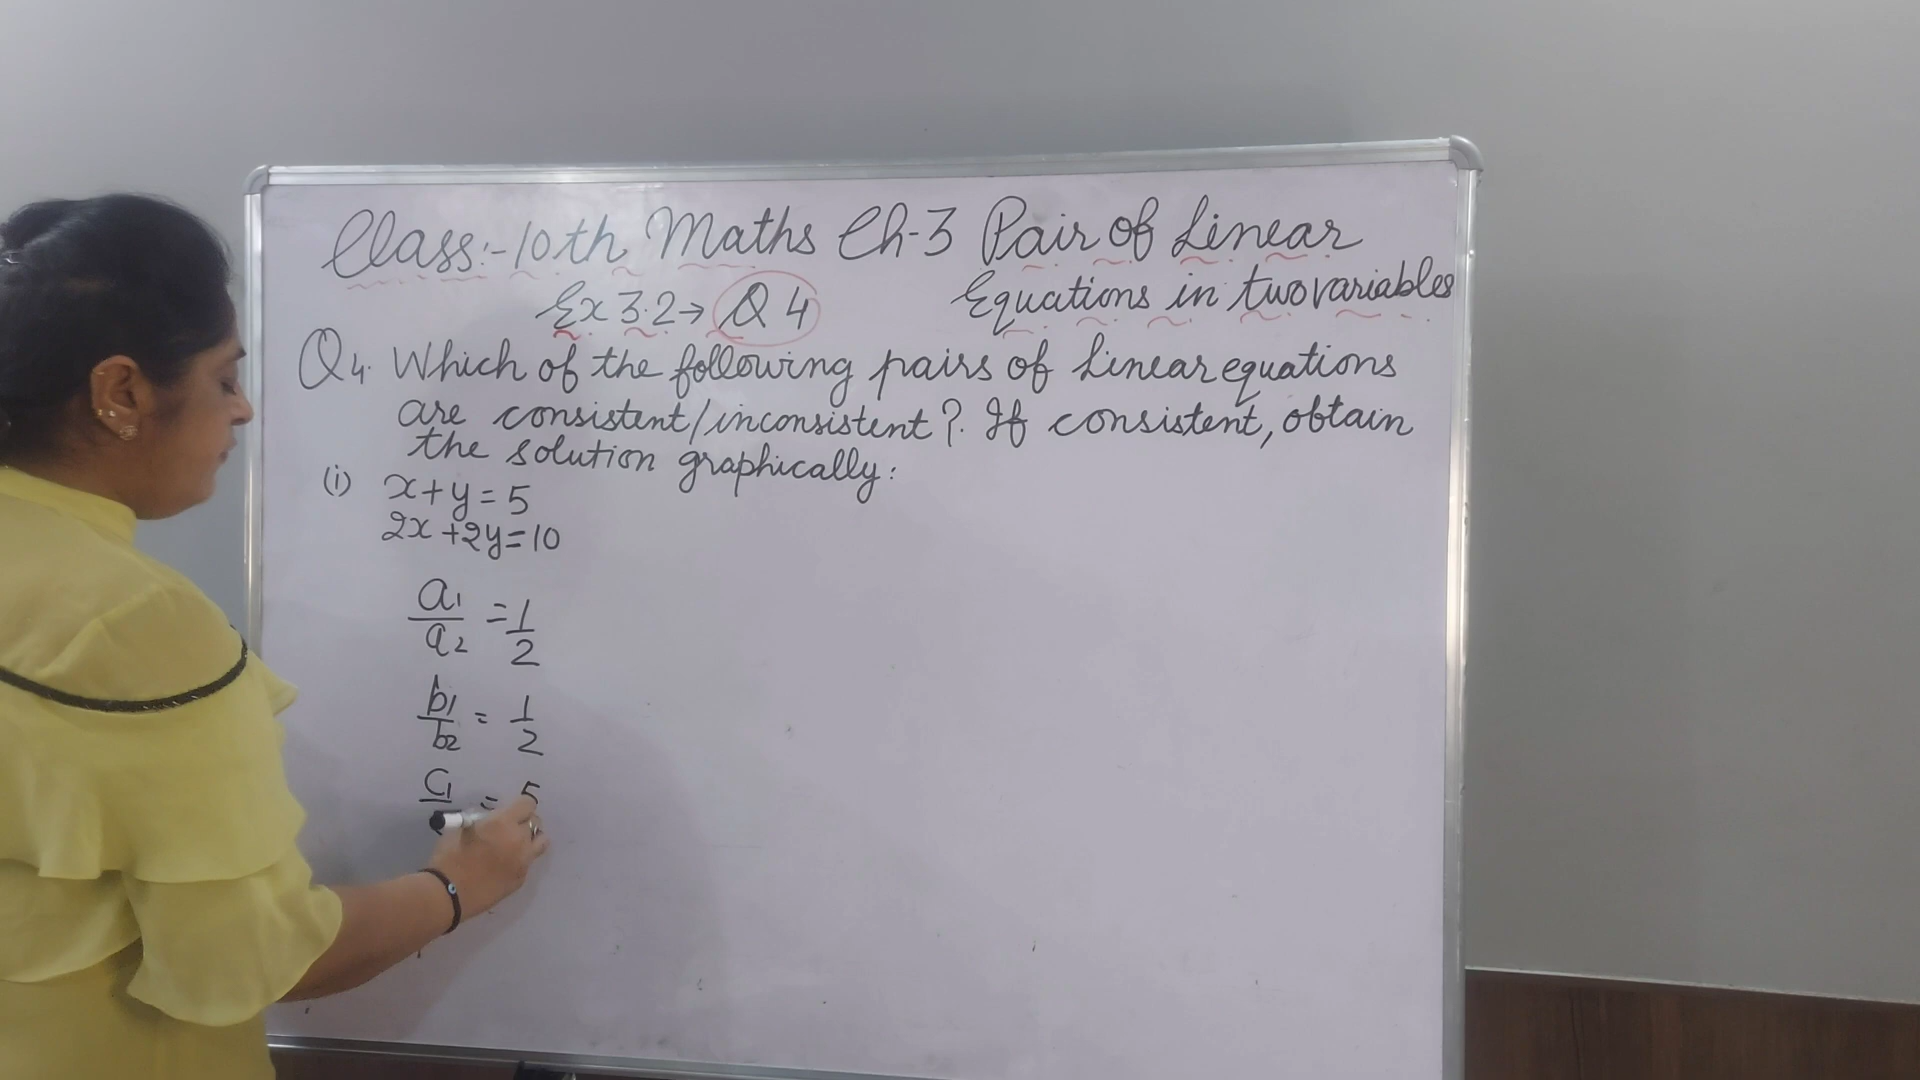 Class:-10th Maths Ch-3 Pair of Linear
Equations in two variables
Ex 3.2→ Q 4
Q4. Which of the following pairs of linear equations
are consistent/inconsistent?. If consistent, obtain
the solution graphically:
(i) x+y=5
2x+2y=10
a1/a2 = 1/2
b1/b2 = 1/2
c1/ = 5